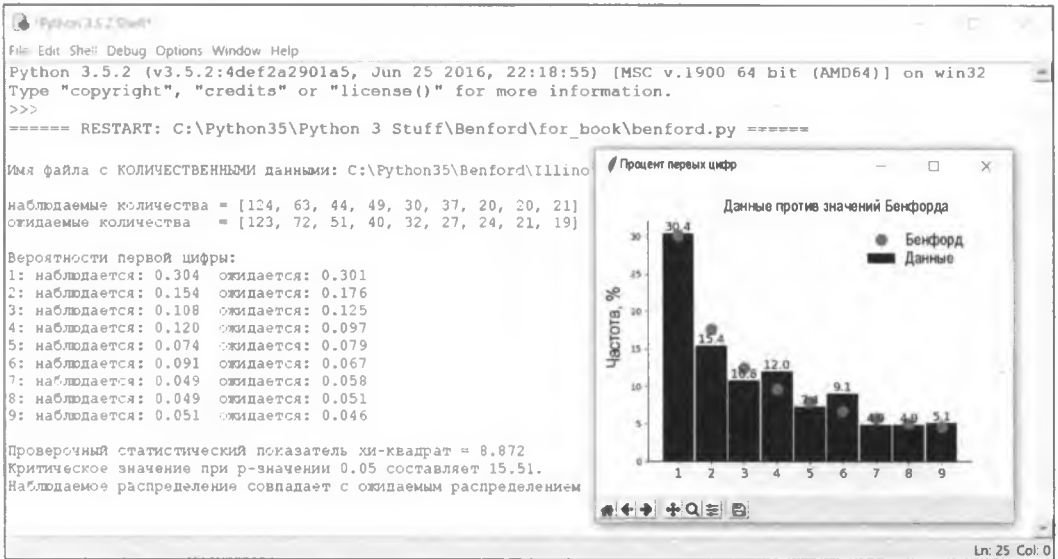 Python 3.5.2 Shell*
File Edit Shell Debug Options Window Help
Python 3.5.2 (v3.5.2:4def2a2901a5, Jun 25 2016, 22:18:55) [MSC v.1900 64 bit (AMD64)] on win32
Type "copyright", "credits" or "license()" for more information.
>>>
====== RESTART: C:\Python35\Python 3 Stuff\Benford\for_book\benford.py ======
Имя файла с КОЛИЧЕСТВЕННЫМИ данными: C:\Python35\Benford\Illino
наблюдаемые количества = [124, 63, 44, 49, 30, 37, 20, 20, 21]
ожидаемые количества = [123, 72, 51, 40, 32, 27, 24, 21, 19]
Вероятности первой цифры:
1: наблюдается: 0.304 ожидается: 0.301
2: наблюдается: 0.154 ожидается: 0.176
3: наблюдается: 0.108 ожидается: 0.125
4: наблюдается: 0.120 ожидается: 0.097
5: наблюдается: 0.074 ожидается: 0.079
6: наблюдается: 0.091 ожидается: 0.067
7: наблюдается: 0.049 ожидается: 0.058
8: наблюдается: 0.049 ожидается: 0.051
9: наблюдается: 0.051 ожидается: 0.046
Проверочный статистический показатель хи-квадрат = 8.872
Критическое значение при p-значении 0.05 составляет 15.51.
Наблюдаемое распределение совпадает с ожидаемым распределением
Процент первых цифр
Данные против значений Бенфорда
Бенфорд
Данные
Частота, %
30
25
20
15
10
5
0
30.4
15.4
10.8
12.0
7.4
9.1
4.9
4.9
5.1
1 2 3 4 5 6 7 8 9
Ln: 25 Col: 0